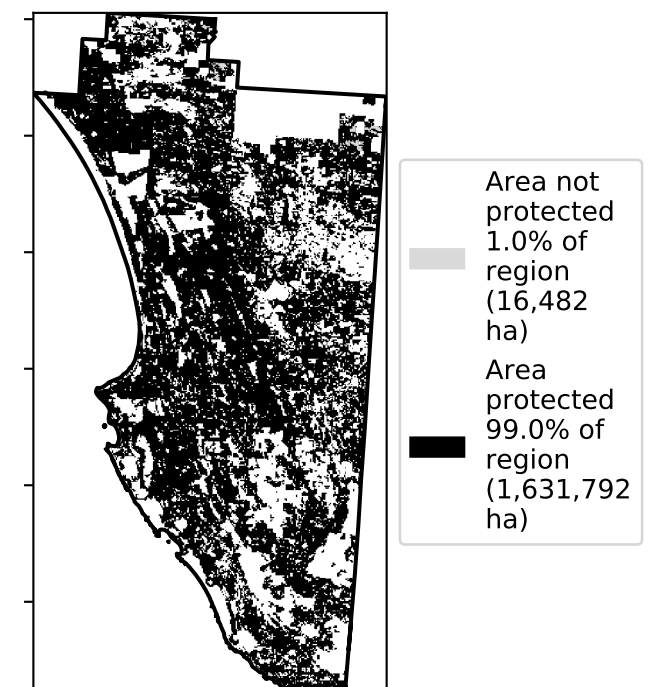 Area not
protected
1.0% of
region
(16,482
ha)
Area
protected
99.0% of
region
(1,631,792
ha)